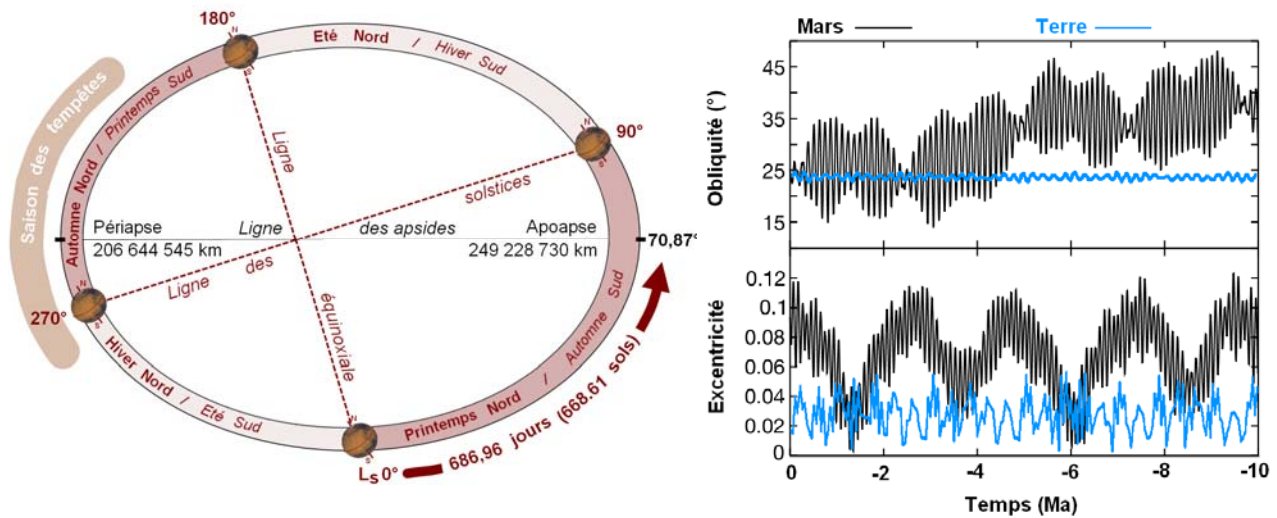 180°
N
S
Eté Nord / Hiver Sud
Saison des tempêtes
Automne Nord / Printemps Sud
Ligne
N
S
90°
solstices
Périapse
206 644 545 km
Ligne
des apsides
Apoapse
249 228 730 km
70,87°
des
Ligne
N
S
270°
équinoxiale
Hiver Nord / Eté Sud
Printemps Nord / Automne Sud
N
S
Ls 0°
686,96 jours (668.61 sols)
Mars
Terre
Obliquité (°)
45
35
25
15
Excentricité
0.12
0.1
0.08
0.06
0.04
0.02
0
0
-2
-4
-6
-8
-10
Temps (Ma)